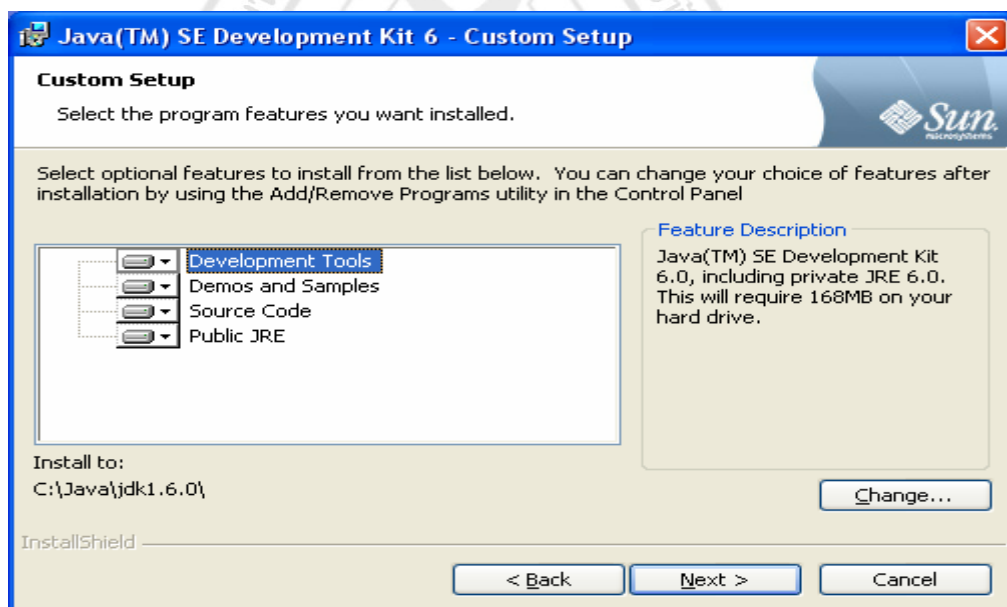 Java(TM) SE Development Kit 6 - Custom Setup
Custom Setup
Select the program features you want installed.
Sun
microsystems
Select optional features to install from the list below.  You can change your choice of features after
installation by using the Add/Remove Programs utility in the Control Panel
Development Tools
Demos and Samples
Source Code
Public JRE
Feature Description
Java(TM) SE Development Kit
6.0, including private JRE 6.0.
This will require 168MB on your
hard drive.
Install to:
C:\Java\jdk1.6.0\
Change...
InstallShield
< Back
Next >
Cancel